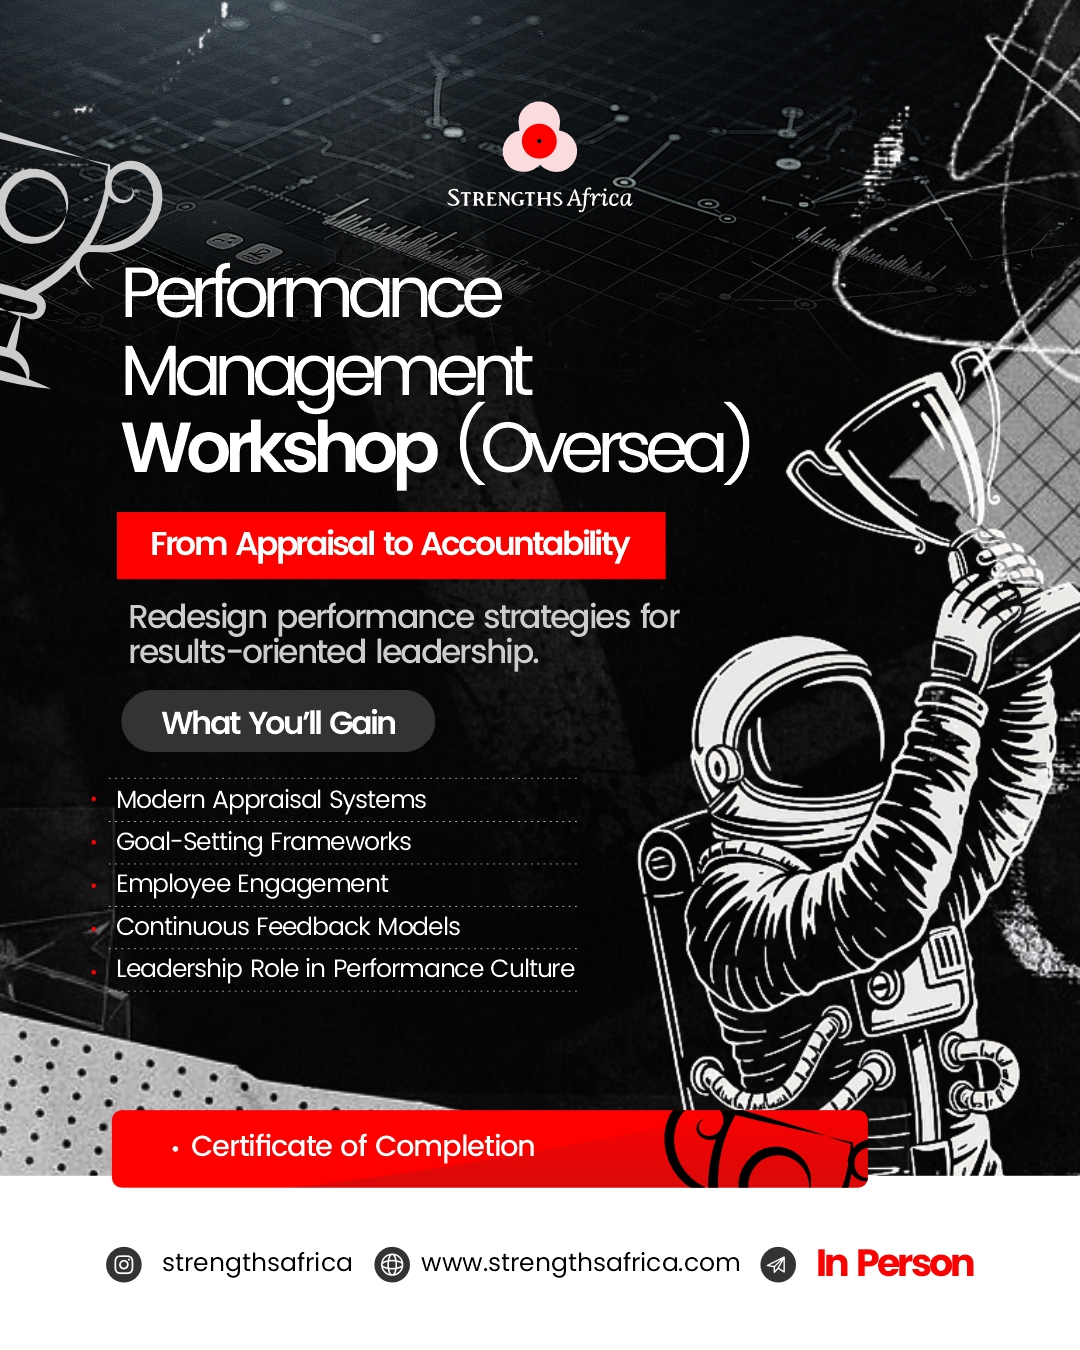 STRENGTHS Africa
Performance
Management
Workshop (Oversea)
From Appraisal to Accountability
Redesign performance strategies for
results-oriented leadership.
What You’ll Gain
• Modern Appraisal Systems
• Goal-Setting Frameworks
• Employee Engagement
• Continuous Feedback Models
• Leadership Role in Performance Culture
• Certificate of Completion
strengthsafrica www.strengthsafrica.com In Person